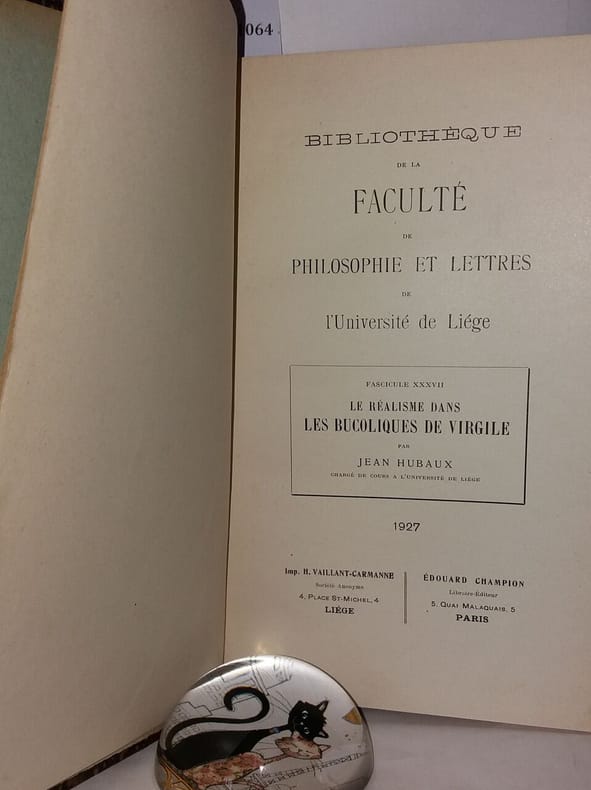 064
BIBLIOTHÈQUE
DE LA
FACULTÉ
DE
PHILOSOPHIE ET LETTRES
DE
l'Université de Liége
FASCICULE XXXVII
LE RÉALISME DANS
LES BUCOLIQUES DE VIRGILE
PAR
JEAN HUBAUX
CHARGÉ DE COURS A L'UNIVERSITÉ DE LIÉGE
1927
Imp. H. VAILLANT-CARMANNE
Société Anonyme
4, PLACE ST-MICHEL, 4
LIÉGE
ÉDOUARD CHAMPION
Libraire-Editeur
5, QUAI MALAQUAIS, 5
PARIS